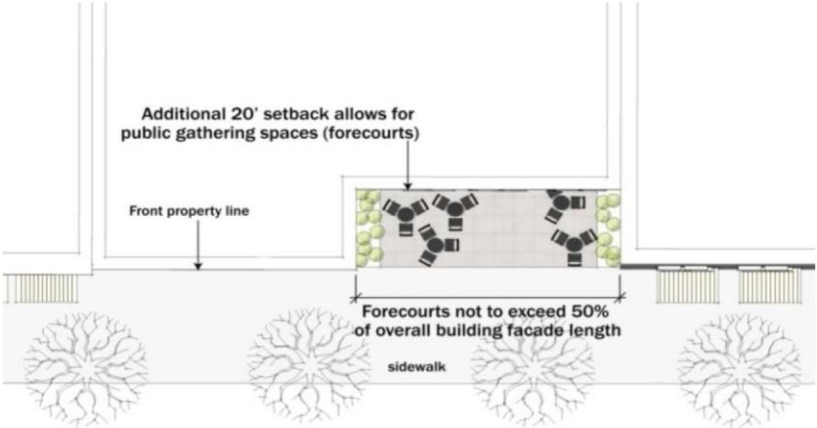 Additional 20' setback allows for
public gathering spaces (forecourts)
Front property line
Forecourts not to exceed 50%
of overall building facade length
sidewalk